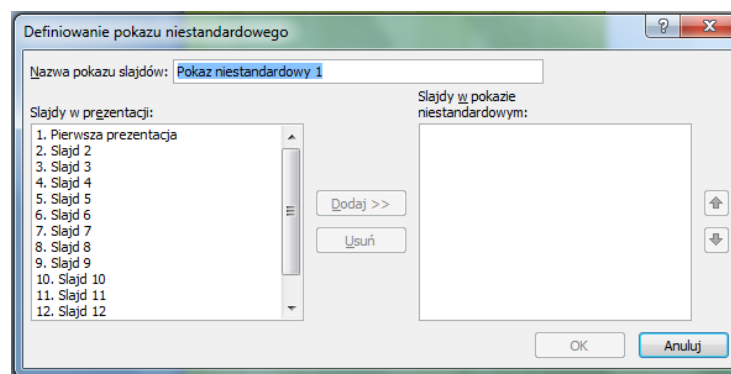 Definiowanie pokazu niestandardowego
Nazwa pokazu slajdów: Pokaz niestandardowy 1
Slajdy w prezentacji:
1. Pierwsza prezentacja
2. Slajd 2
3. Slajd 3
4. Slajd 4
5. Slajd 5
6. Slajd 6
7. Slajd 7
8. Slajd 8
9. Slajd 9
10. Slajd 10
11. Slajd 11
12. Slajd 12
Dodaj >>
Usuń
Slajdy w pokazie
niestandardowym:
OK
Anuluj